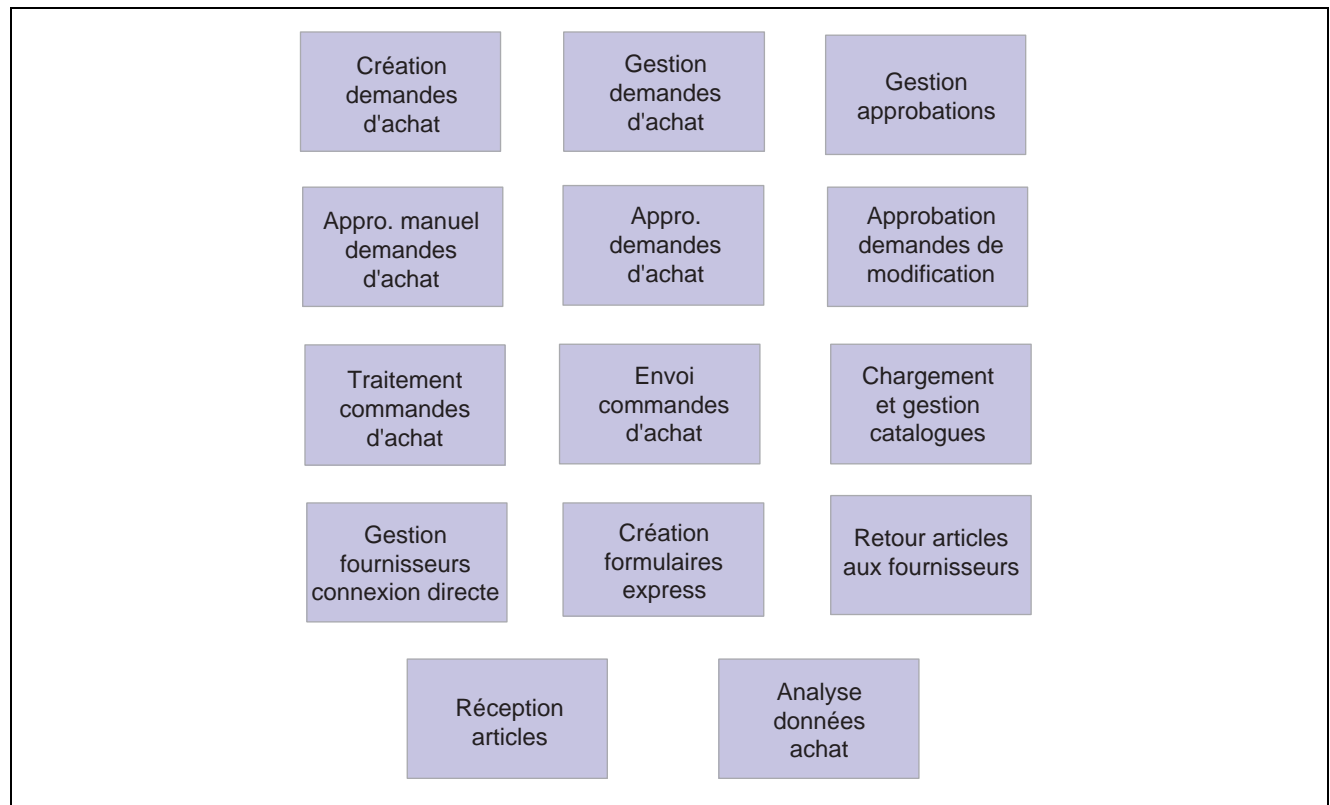 Création
demandes
d'achat
Gestion
demandes
d'achat
Gestion
approbations
Appro. manuel
demandes
d'achat
Appro.
demandes
d'achat
Approbation
demandes de
modification
Traitement
commandes
d'achat
Envoi
commandes
d'achat
Chargement
et gestion
catalogues
Gestion
fournisseurs
connexion directe
Création
formulaires
express
Retour articles
aux fournisseurs
Réception
articles
Analyse
données
achat